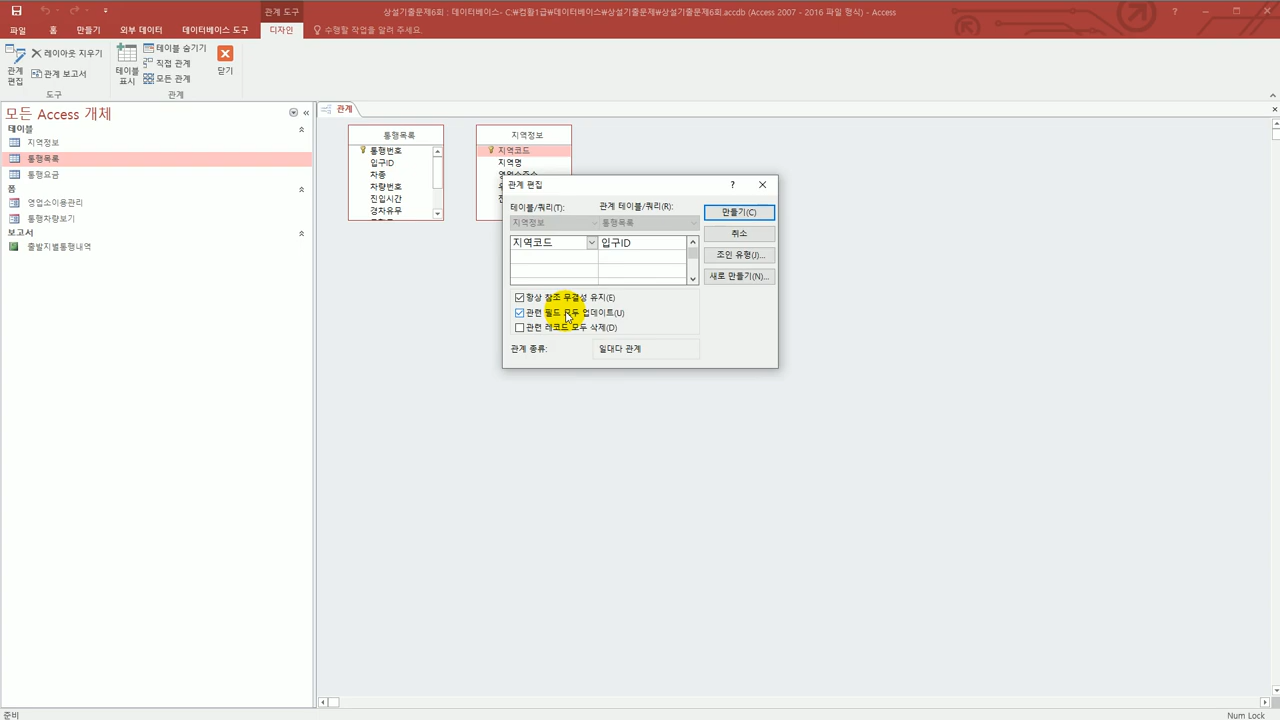 관계 도구
상설기출문제6회 : 데이터베이스- C:₩컴활1급₩데이터베이스₩상설기출문제₩상설기출문제6회.accdb (Access 2007 - 2016 파일 형식) - Access
파일 홈 만들기 외부 데이터 데이터베이스 도구 디자인 수행할 작업을 알려 주세요.
관계 편집
레이아웃 지우기
관계 보고서
도구
테이블 표시
테이블 숨기기
직접 관계
모든 관계
관계
닫기
모든 Access 개체
테이블
지역정보
통행목록
통행요금
폼
영업소이용관리
통행차량보기
보고서
출발지별통행내역
관계
통행목록
통행번호
입구ID
차종
차량번호
진입시간
경차유무
지역정보
지역코드
지역명
관계 편집
테이블/쿼리(T): 관계 테이블/쿼리(R):
지역정보 통행목록
지역코드 입구ID
만들기(C)
취소
조인 유형(J)...
새로 만들기(N)...
항상 참조 무결성 유지(E)
관련 필드 모두 업데이트(U)
관련 레코드 모두 삭제(D)
관계 종류: 일대다 관계
준비
Num Lock